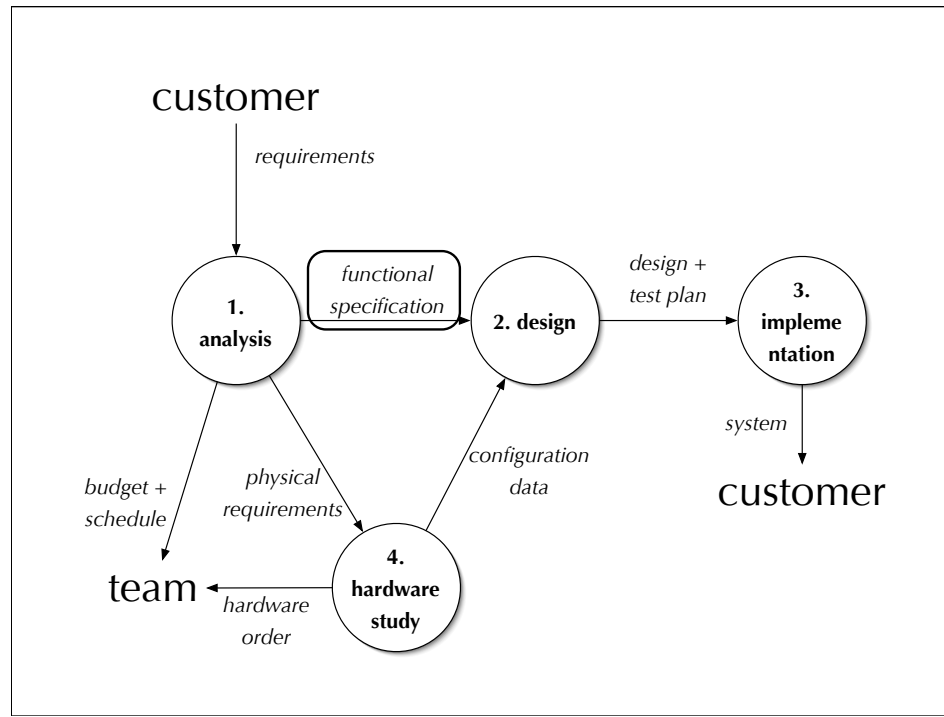 customer
requirements
functional
specification
design +
test plan
1.
analysis
2. design
3.
impleme
ntation
system
customer
configuration
data
physical
requirements
budget +
schedule
4.
hardware
study
team
hardware
order